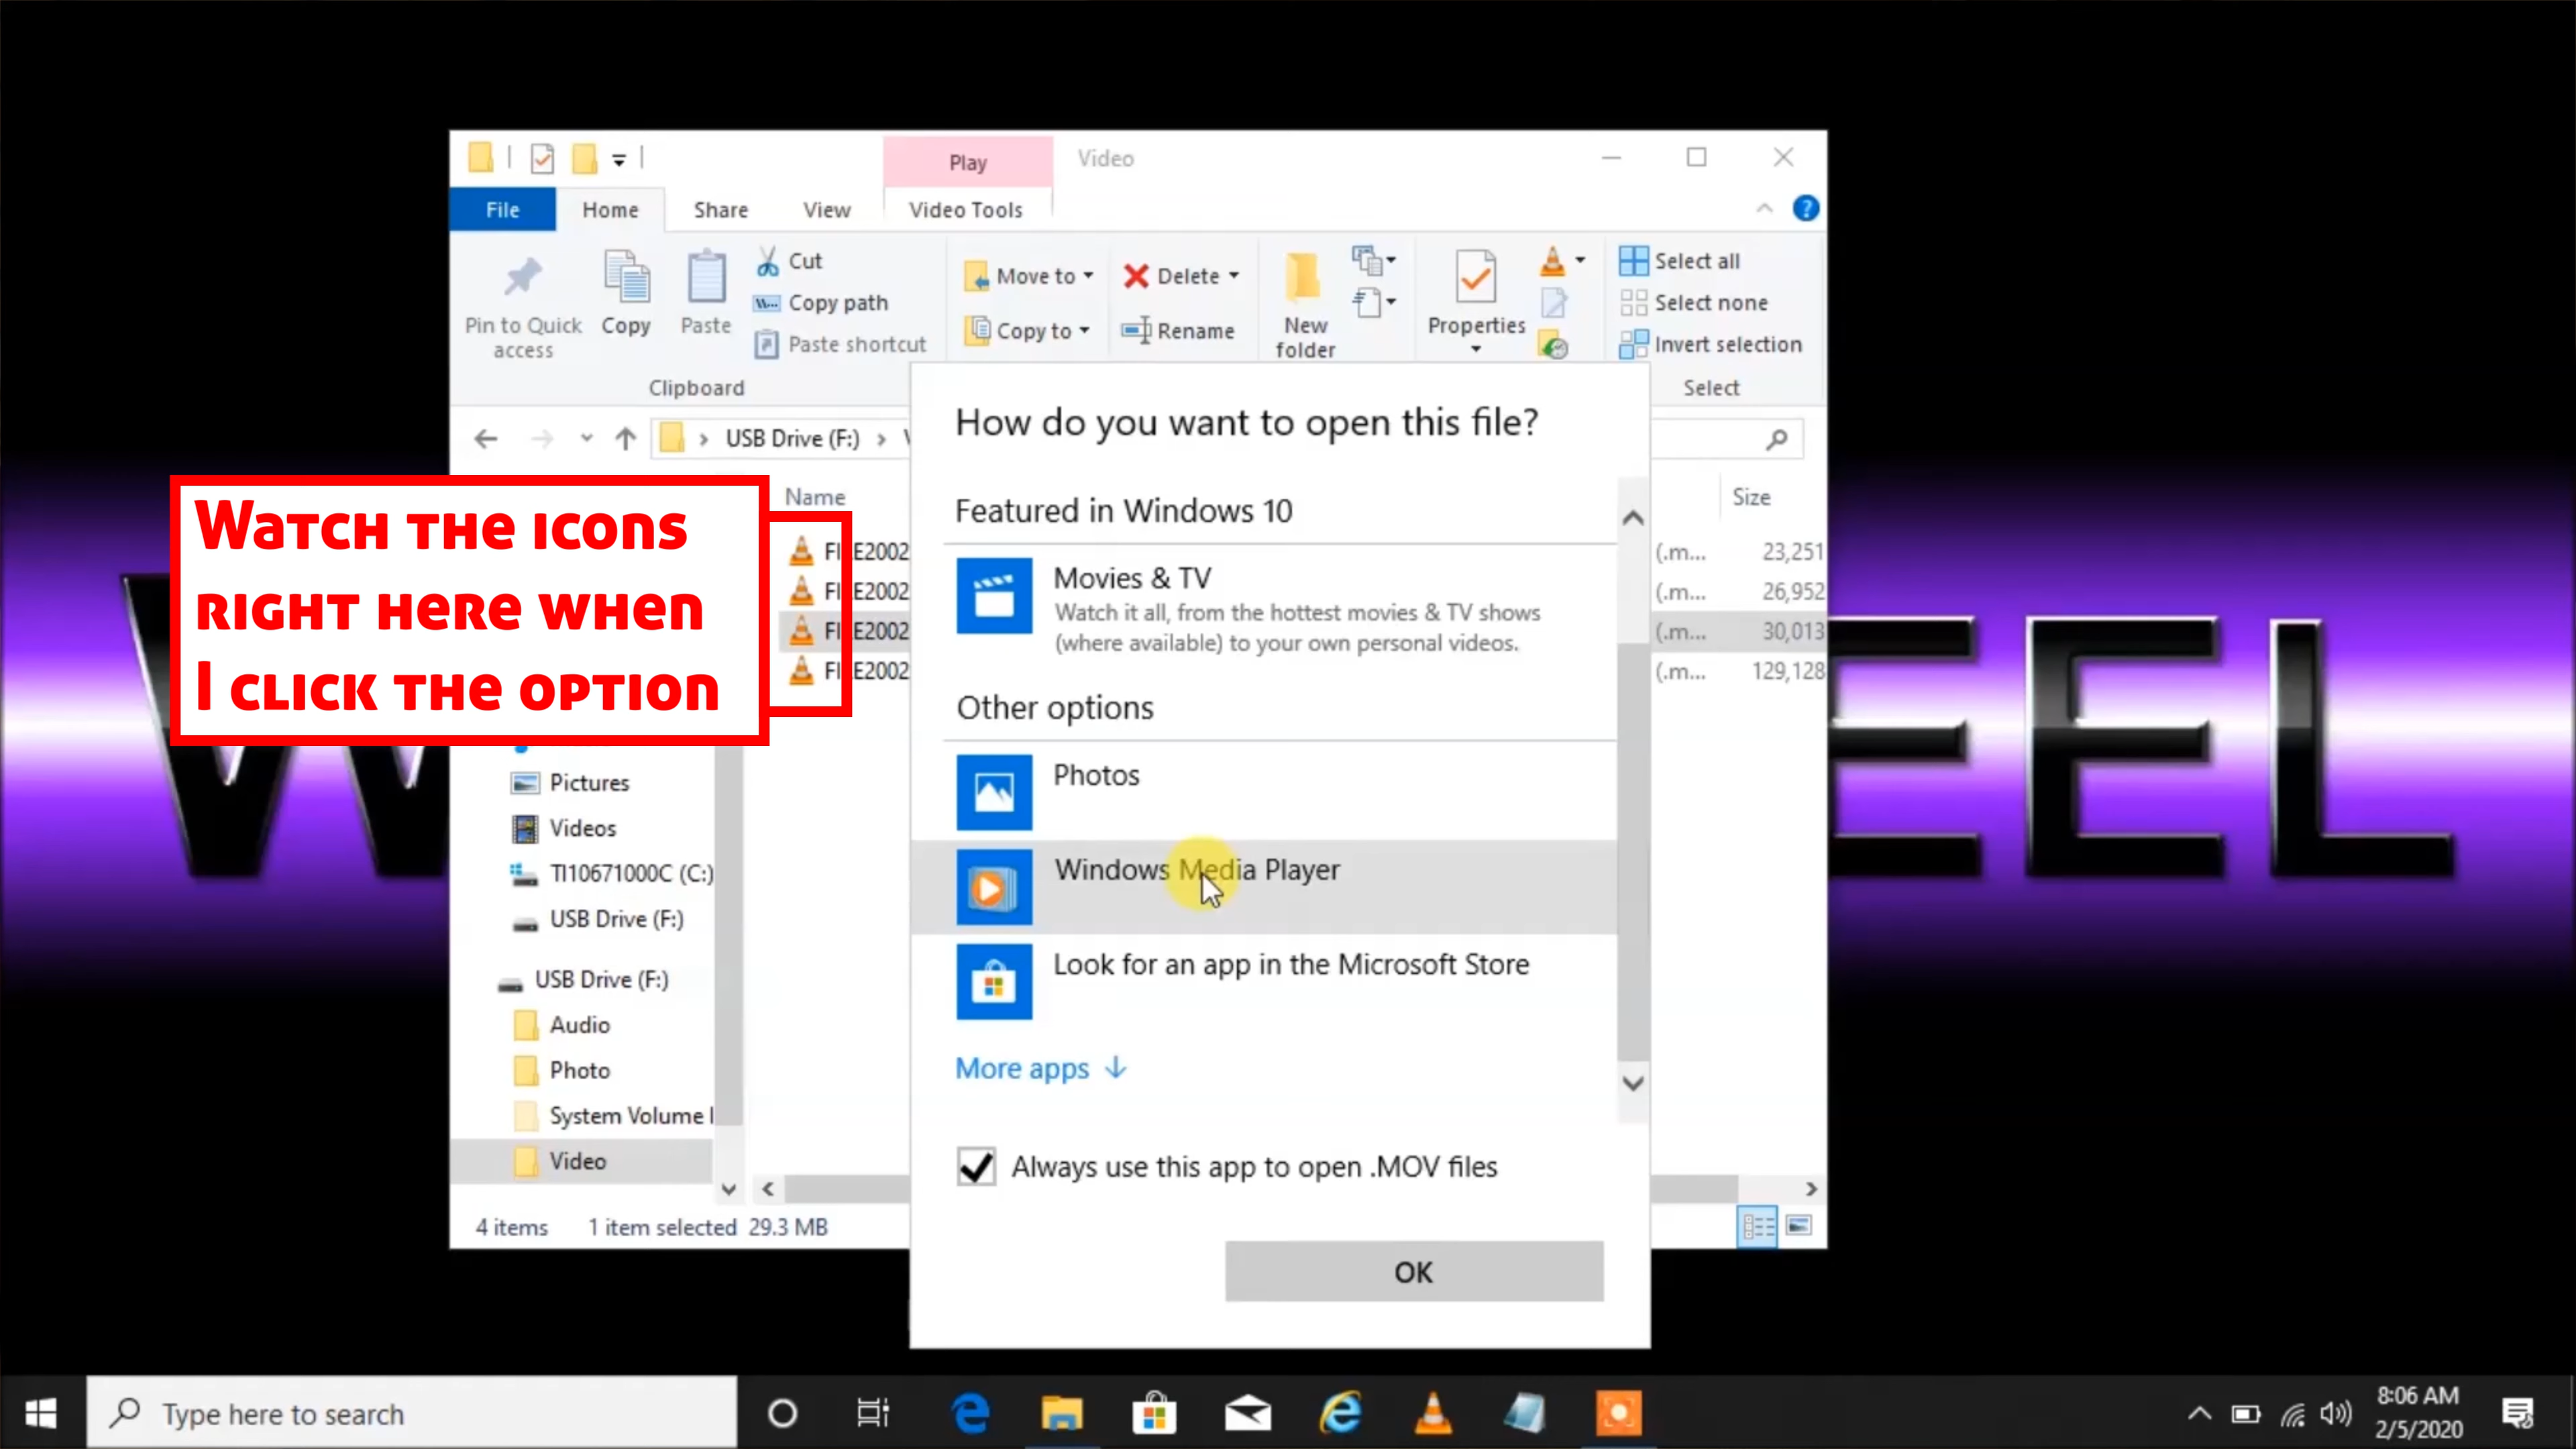 Play
Video
File
Home
Share
View
Video Tools
Pin to Quick access
Copy
Paste
Cut
Copy path
Paste shortcut
Move to
Copy to
Delete
Rename
New folder
Properties
Select all
Select none
Invert selection
Clipboard
Select
USB Drive (F:)
Name
Size
Watch the icons
right here when
I click the option
(.m... 23,251
(.m... 26,952
(.m... 30,013
(.m... 129,128
Pictures
Videos
TI10671000C (C:)
USB Drive (F:)
USB Drive (F:)
Audio
Photo
System Volume I
Video
4 items 1 item selected 29.3 MB
How do you want to open this file?
Featured in Windows 10
Movies & TV
Watch it all, from the hottest movies & TV shows
(where available) to your own personal videos.
Other options
Photos
Windows Media Player
Look for an app in the Microsoft Store
More apps
Always use this app to open .MOV files
OK
EEL
Type here to search
8:06 AM
2/5/2020